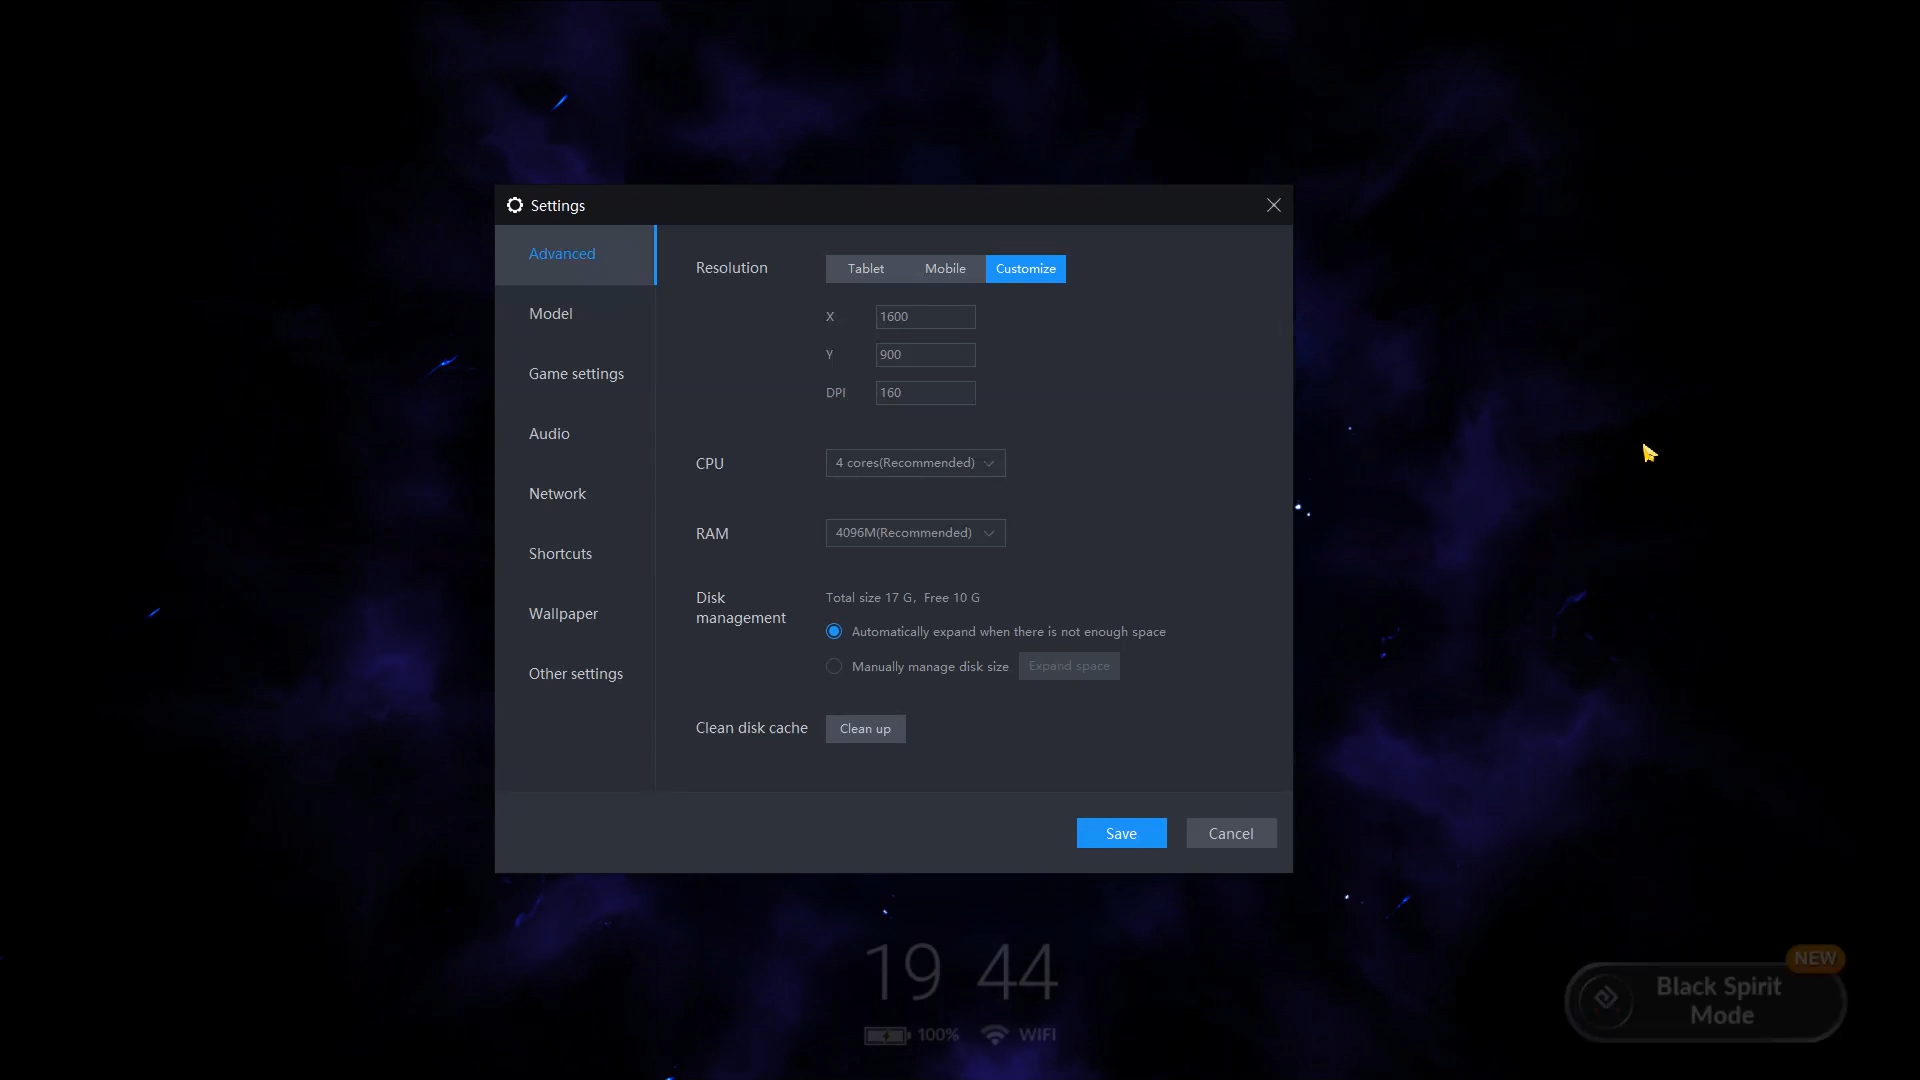 Settings
Advanced
Model
Game settings
Audio
Network
Shortcuts
Wallpaper
Other settings
Resolution
Tablet Mobile Customize
X 1600
Y 900
DPI 160
CPU 4 cores(Recommended)
RAM 4096M(Recommended)
Disk
management
Total size 17 G, Free 10 G
Automatically expand when there is not enough space
Manually manage disk size Expand space
Clean disk cache Clean up
Save Cancel
19 44
100% WIFI
NEW
Black Spirit
Mode